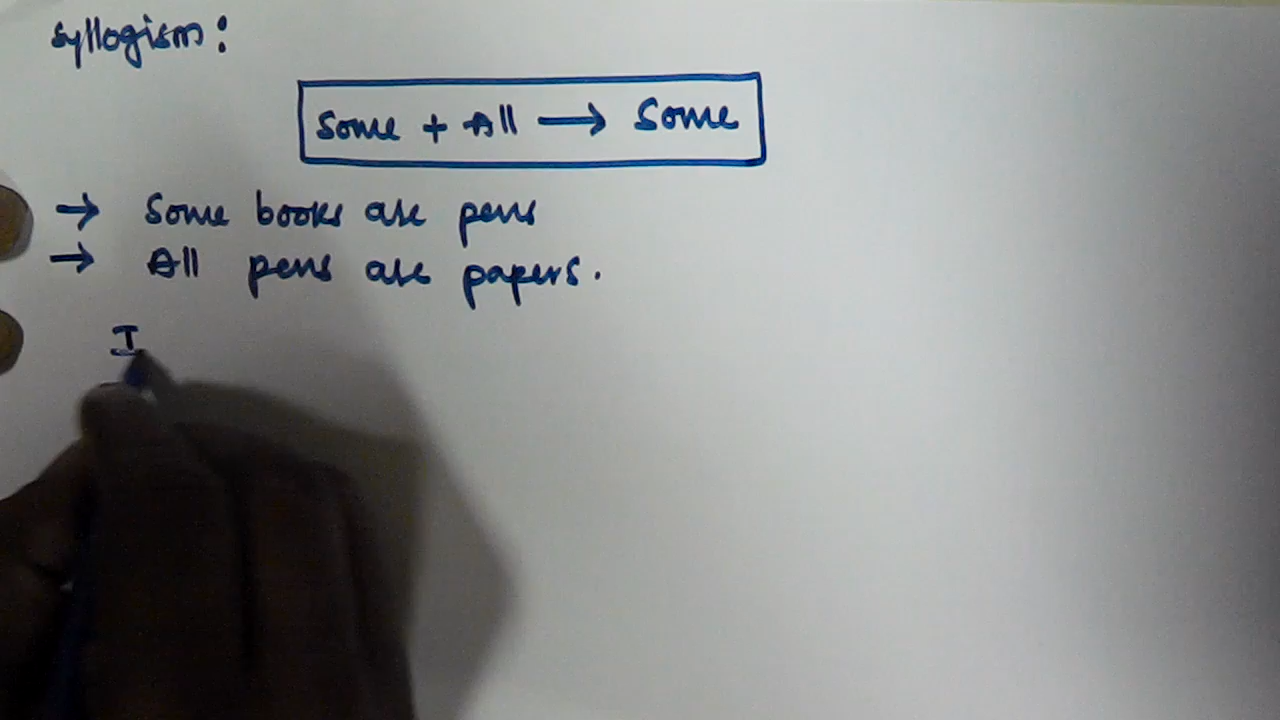 Syllogism:
Some + All → Some
→ Some books are pens
→ All pens are papers.
I